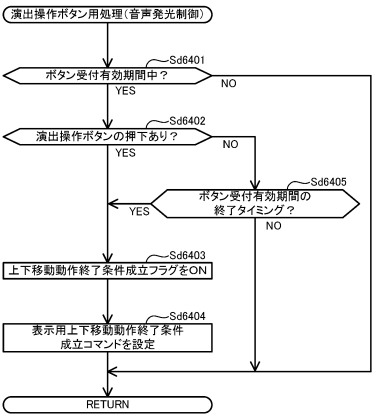 演出操作ボタン用処理(音声発光制御)
Sd6401
ボタン受付有効期間中?
NO
YES
Sd6402
演出操作ボタンの押下あり?
NO
YES
Sd6405
ボタン受付有効期間の
終了タイミング?
YES
NO
Sd6403
上下移動動作終了条件成立フラグをON
Sd6404
表示用上下移動動作終了条件
成立コマンドを設定
RETURN